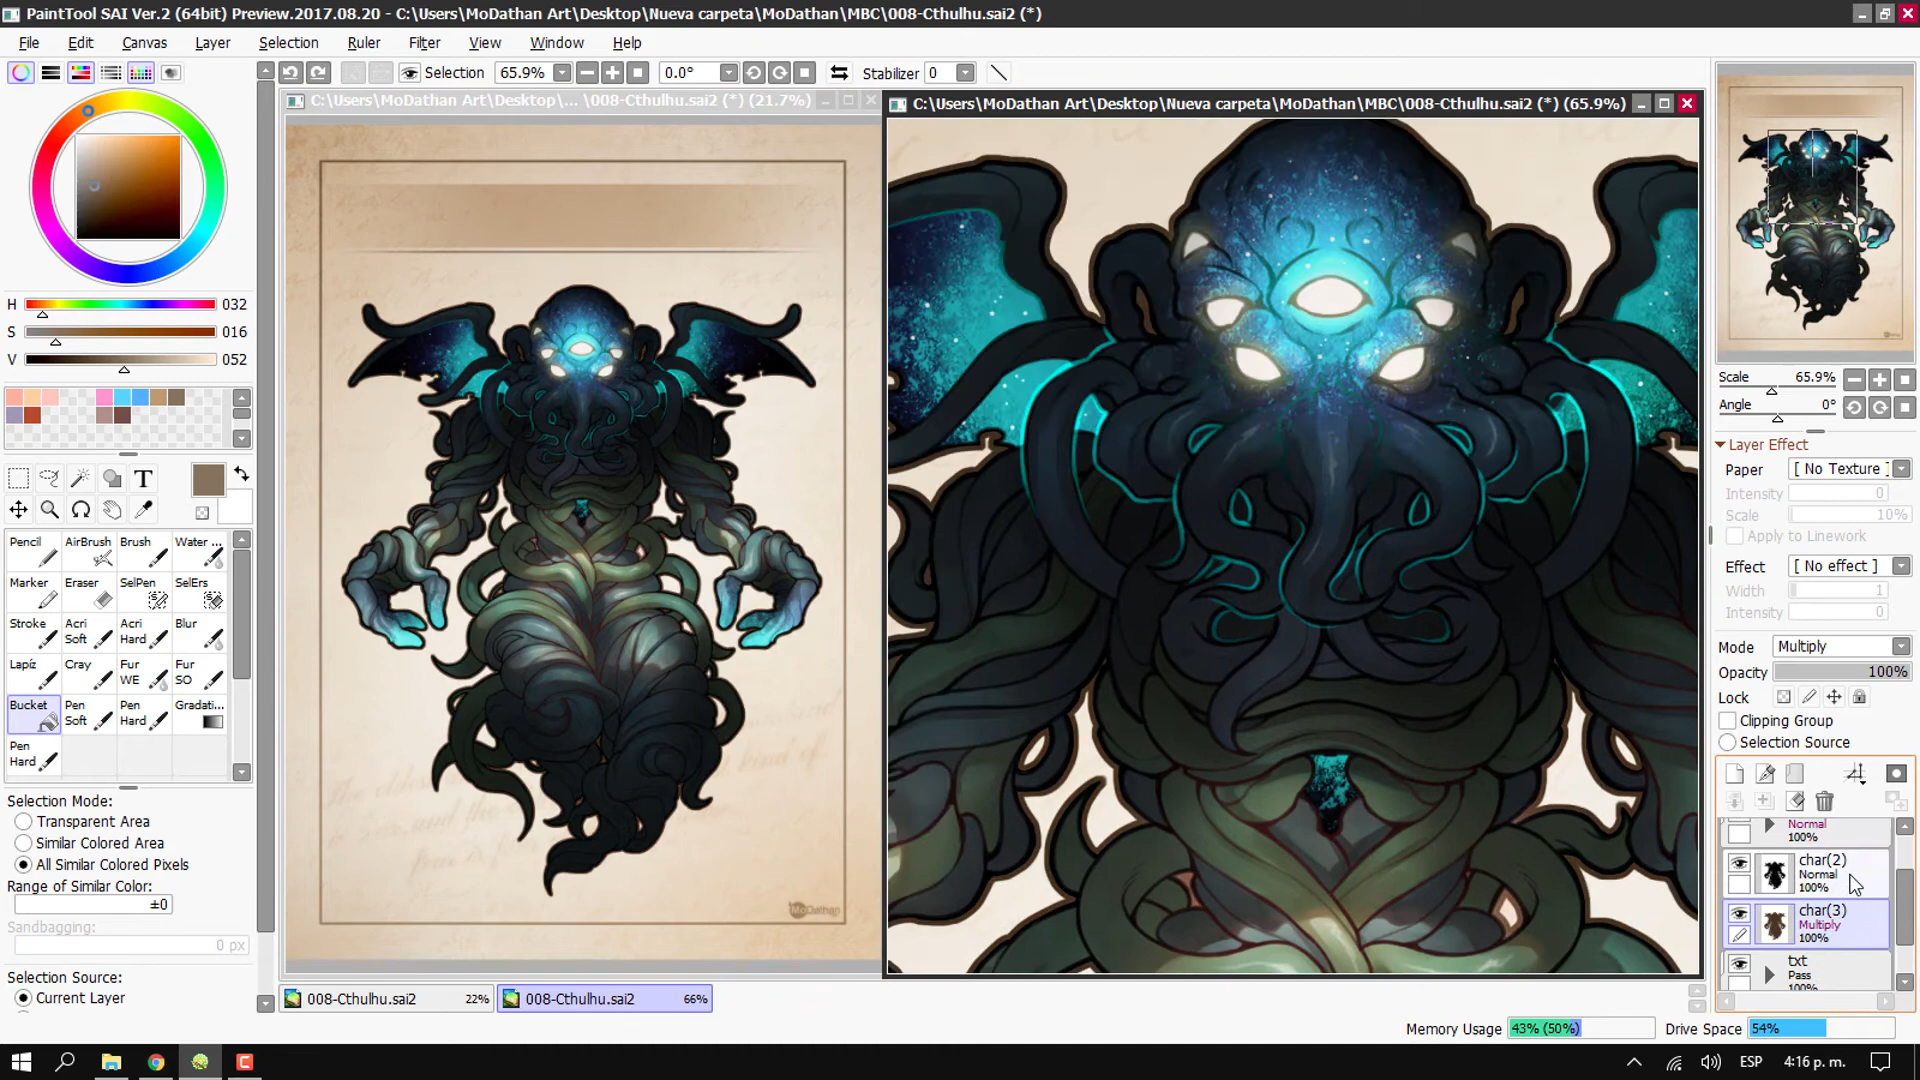 PaintTool SAI Ver.2 (64bit) Preview.2017.08.20 - C:\Users\MoDathan Art\Desktop\Nueva carpeta\MoDathan\MBC\008-Cthulhu.sai2 (*)
File Edit Canvas Layer Selection Ruler Filter View Window Help
Selection 65.9% 0.0° Stabilizer 0
C:\Users\MoDathan Art\Desktop\... \008-Cthulhu.sai2 (*) (21.7%)
C:\Users\MoDathan Art\Desktop\Nueva carpeta\MoDathan\MBC\008-Cthulhu.sai2 (*) (65.9%)
H 032
S 016
V 052
T
Pencil AirBrush Brush Water ...
Marker Eraser SelPen SelErs
Stroke Acri Soft Acri Hard Blur
Lapíz Cray Fur WE Fur SO
Bucket Pen Soft Pen Hard Gradati...
Pen Hard
Selection Mode:
Transparent Area
Similar Colored Area
All Similar Colored Pixels
Range of Similar Color:
±0
Sandbagging:
0 px
Selection Source:
Current Layer
MoDathan
008-Cthulhu.sai2 22%
008-Cthulhu.sai2 66%
Scale 65.9%
Angle 0°
Layer Effect
Paper [ No Texture ]
Intensity 0
Scale 10%
Apply to Linework
Effect [ No effect ]
Width 1
Intensity 0
Mode Multiply
Opacity 100%
Lock
Clipping Group
Selection Source
Normal
100%
char(2)
Normal
100%
char(3)
Multiply
100%
txt
Pass
100%
Memory Usage 43% (50%) Drive Space 54%
ESP 4:16 p. m.